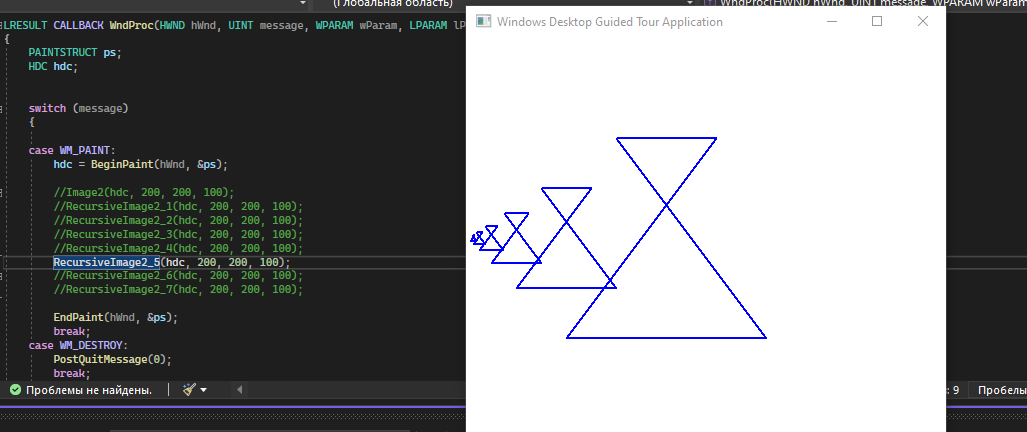 (Глобальная область)
WndProc(HWND hWnd, UINT message, WPARAM wParam
LRESULT CALLBACK WndProc(HWND hWnd, UINT message, WPARAM wParam, LPARAM lP
Windows Desktop Guided Tour Application
{
PAINTSTRUCT ps;
HDC hdc;
switch (message)
{
case WM_PAINT:
hdc = BeginPaint(hWnd, &ps);
//Image2(hdc, 200, 200, 100);
//RecursiveImage2_1(hdc, 200, 200, 100);
//RecursiveImage2_2(hdc, 200, 200, 100);
//RecursiveImage2_3(hdc, 200, 200, 100);
//RecursiveImage2_4(hdc, 200, 200, 100);
RecursiveImage2_5(hdc, 200, 200, 100);
//RecursiveImage2_6(hdc, 200, 200, 100);
//RecursiveImage2_7(hdc, 200, 200, 100);
EndPaint(hWnd, &ps);
break;
case WM_DESTROY:
PostQuitMessage(0);
break;
Проблемы не найдены.
: 9
Пробелы